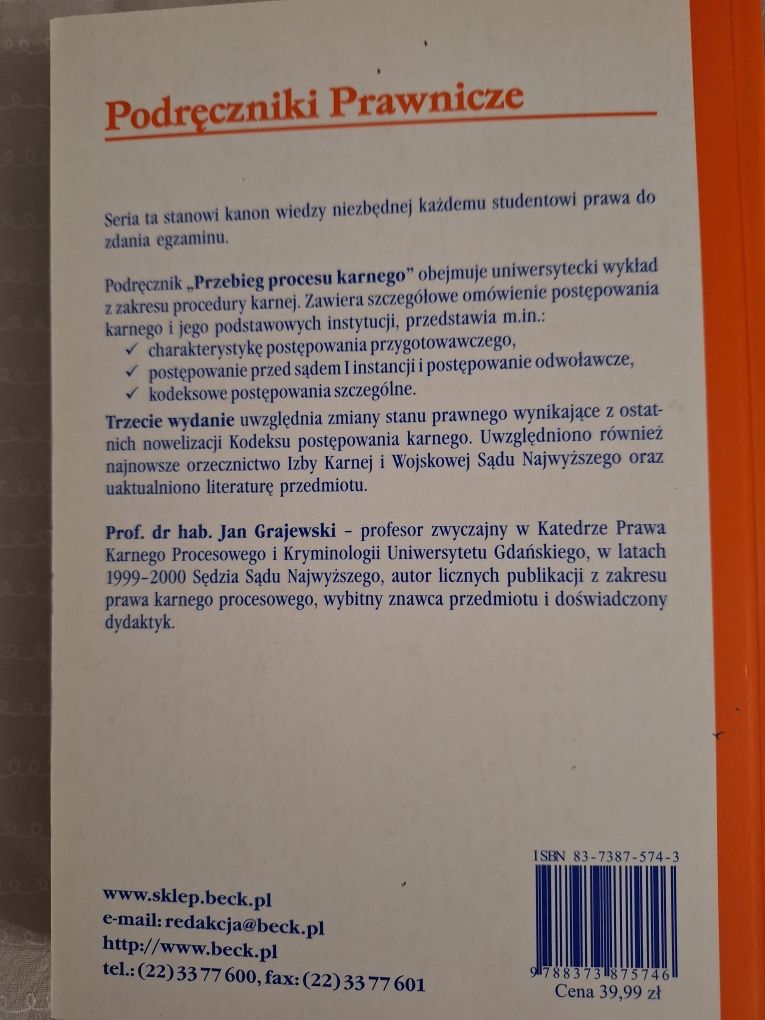 Podręczniki Prawnicze
Seria ta stanowi kanon wiedzy niezbędnej każdemu studentowi prawa do
zdania egzaminu.
Podręcznik „Przebieg procesu karnego” obejmuje uniwersytecki wykład
z zakresu procedury karnej. Zawiera szczegółowe omówienie postępowania
karnego i jego podstawowych instytucji, przedstawia m.in.:
✓ charakterystykę postępowania przygotowawczego,
✓ postępowanie przed sądem I instancji i postępowanie odwoławcze,
✓ kodeksowe postępowania szczególne.
Trzecie wydanie uwzględnia zmiany stanu prawnego wynikające z ostat-
nich nowelizacji Kodeksu postępowania karnego. Uwzględniono również
najnowsze orzecznictwo Izby Karnej i Wojskowej Sądu Najwyższego oraz
uaktualniono literaturę przedmiotu.
Prof. dr hab. Jan Grajewski – profesor zwyczajny w Katedrze Prawa
Karnego Procesowego i Kryminologii Uniwersytetu Gdańskiego, w latach
1999–2000 Sędzia Sądu Najwyższego, autor licznych publikacji z zakresu
prawa karnego procesowego, wybitny znawca przedmiotu i doświadczony
dydaktyk.
www.sklep.beck.pl
e-mail: redakcja@beck.pl
http://www.beck.pl
tel.: (22) 33 77 600, fax: (22) 33 77 601
ISBN 83-7387-574-3
9 788373 875746
Cena 39,99 zł